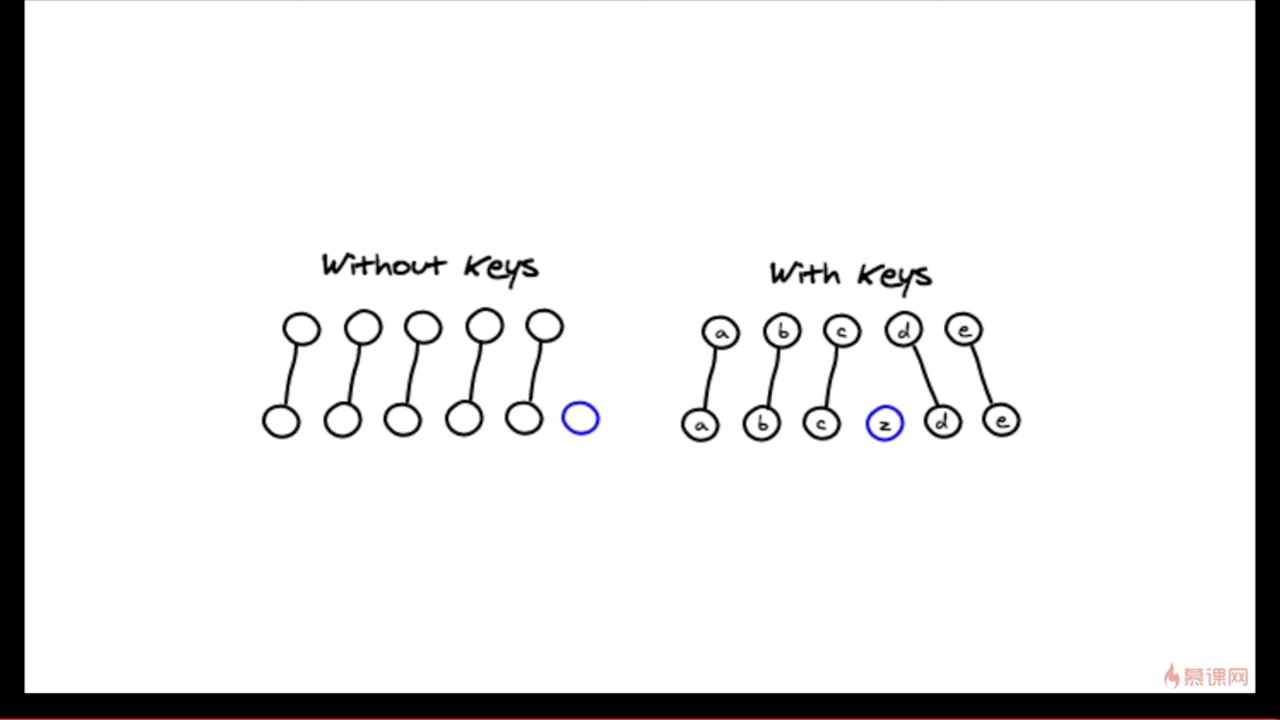 Without Keys
With Keys
a b c d e
a b c z d e
慕课网